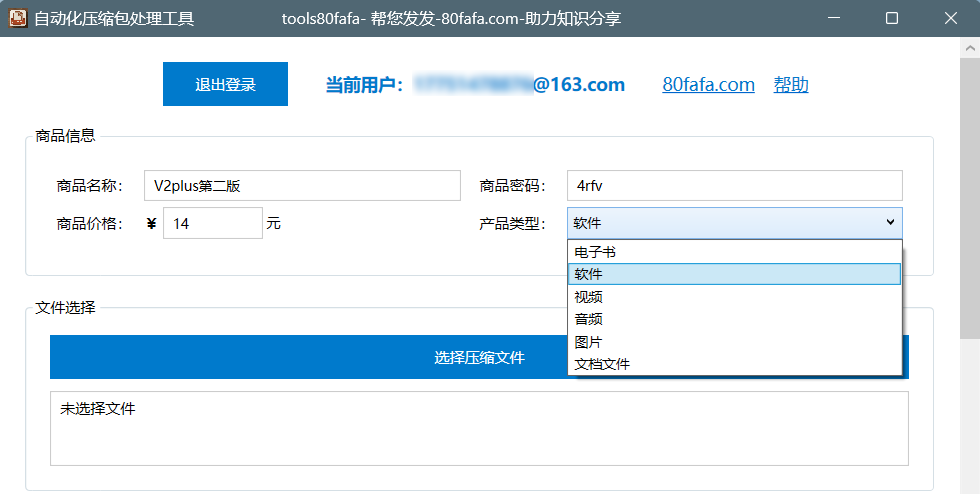 自动化压缩包处理工具 tools80fafa- 帮您发发-80fafa.com-助力知识分享
退出登录 当前用户： @163.com 80fafa.com 帮助
商品信息
商品名称： V2plus第二版 商品密码： 4rfv
商品价格： ¥ 14 元 产品类型： 软件
电子书
软件
视频
音频
图片
文档文件
文件选择
选择压缩文件
未选择文件